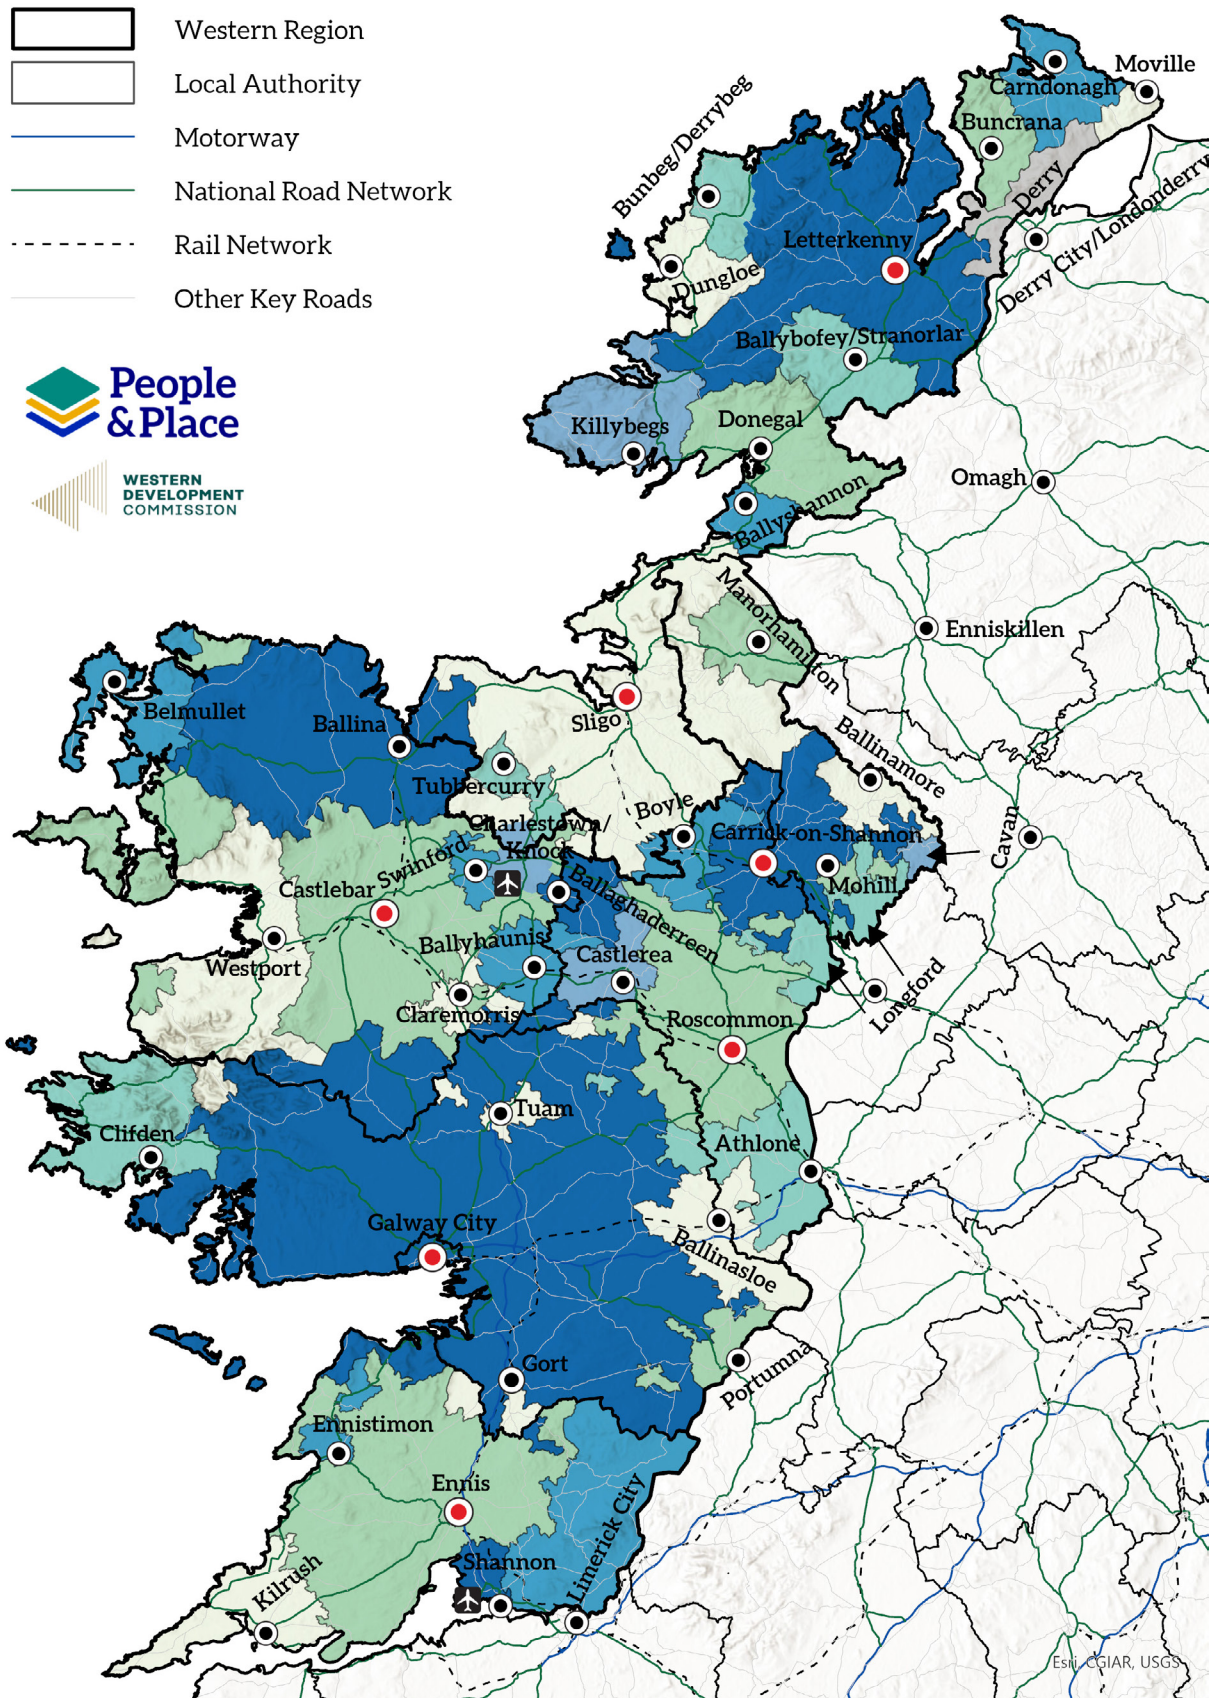 Western Region
Local Authority
Motorway
National Road Network
Rail Network
Other Key Roads
People
&Place
WESTERN
DEVELOPMENT
COMMISSION
Moville
Carndonagh
Buncrana
Bunbeg/Derrybeg
Derry
Derry City/Londonderry
Letterkenny
Dungloe
Ballybofey/Stranorlar
Killybegs
Donegal
Omagh
Ballyshannon
Manorhamilton
Enniskillen
Belmullet
Ballina
Sligo
Ballinamore
Tubbercurry
Boyle
Charlestown/
Knock
Carrick-on-Shannon
Cavan
Swinford
Mohill
Castlebar
Ballaghaderreen
Ballyhaunis
Castlerea
Westport
Longford
Claremorris
Roscommon
Tuam
Clifden
Athlone
Galway City
Ballinasloe
Gort
Portumna
Ennistimon
Ennis
Limerick City
Shannon
Kilrush
Esri, CGIAR, USGS